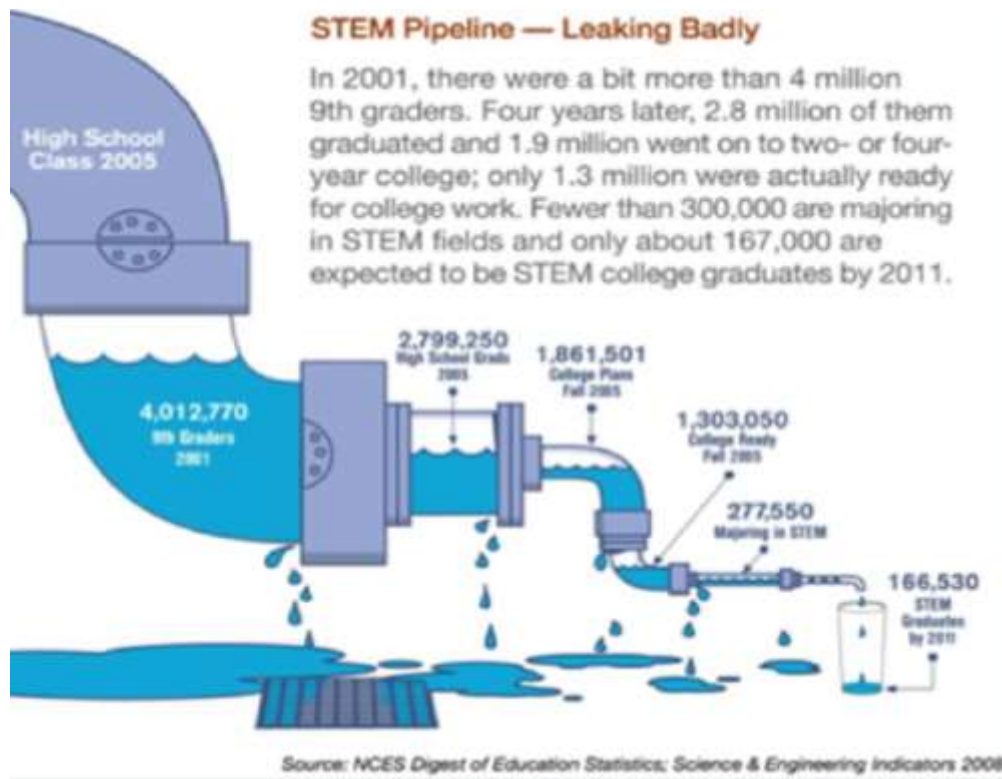 STEM Pipeline — Leaking Badly
In 2001, there were a bit more than 4 million
9th graders. Four years later, 2.8 million of them
graduated and 1.9 million went on to two- or four-
year college; only 1.3 million were actually ready
for college work. Fewer than 300,000 are majoring
in STEM fields and only about 167,000 are
expected to be STEM college graduates by 2011.
High School
Class 2005
4,012,770
9th Graders
2001
2,799,250
High School Grads
2005
1,861,501
College Plans
Fall 2005
1,303,050
College Ready
Fall 2005
277,550
Majoring in STEM
166,530
STEM
Graduates
by 2011
Source: NCES Digest of Education Statistics; Science & Engineering Indicators 2008